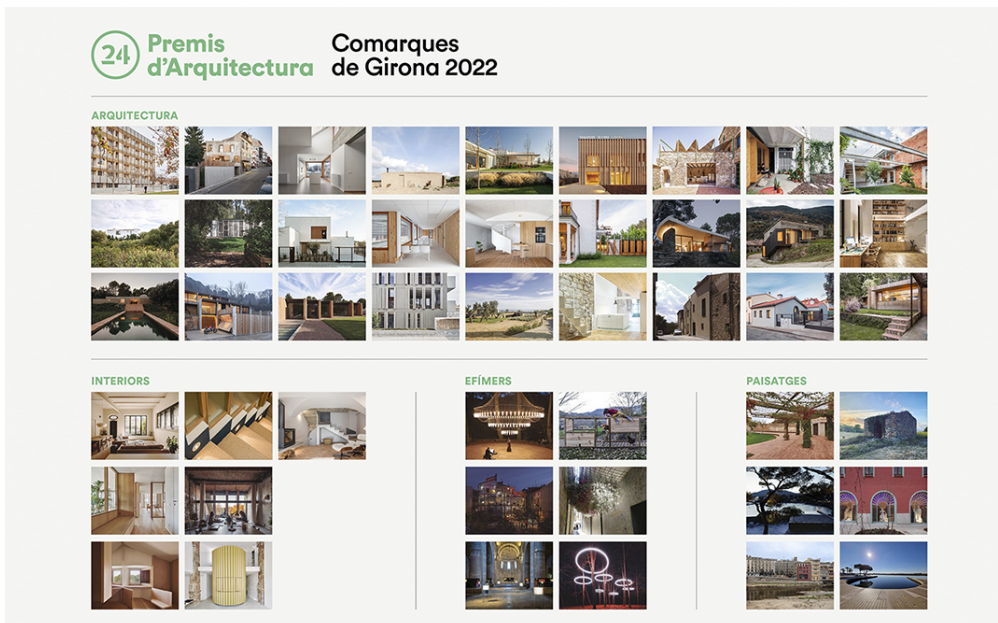 24 Premis
d'Arquitectura
Comarques
de Girona 2022
ARQUITECTURA
INTERIORS
EFÍMERS
PAISATGES